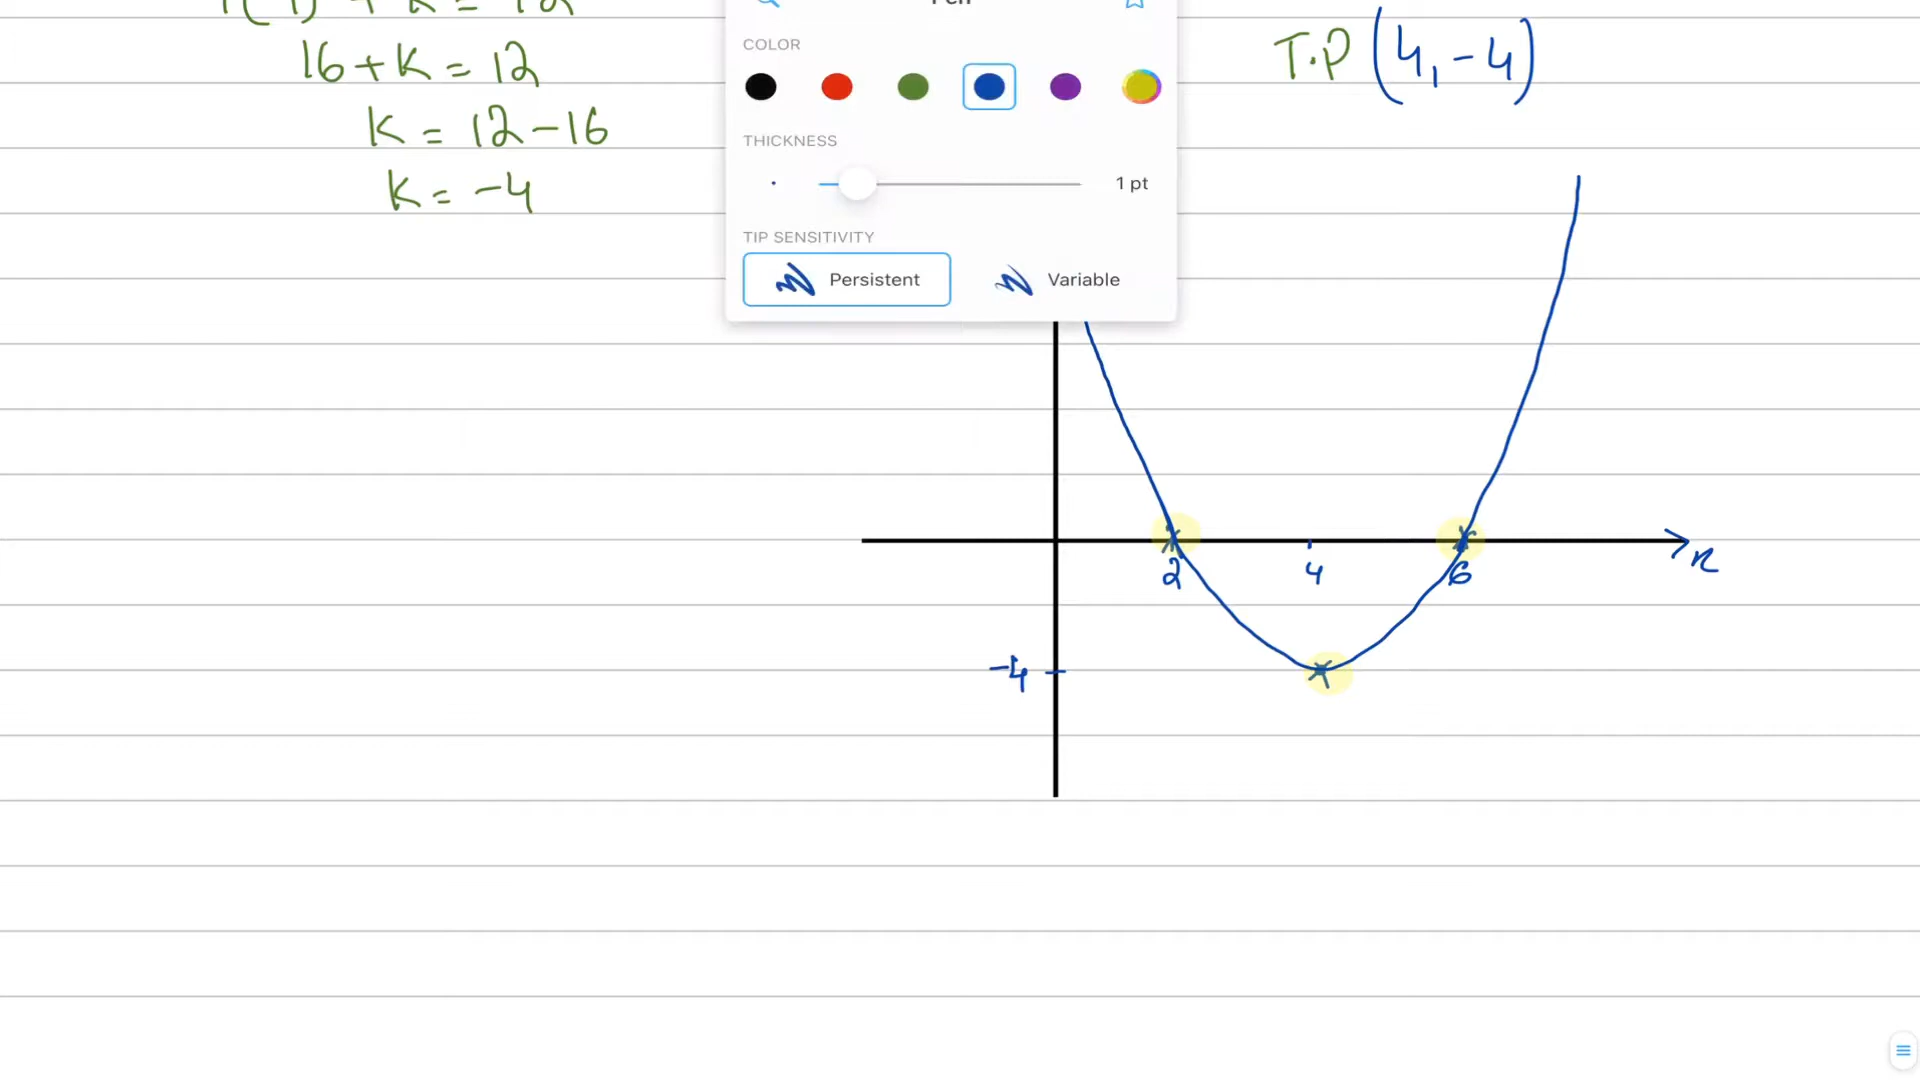 16 + K = 12
K = 12 - 16
K = -4
COLOR
THICKNESS
1 pt
TIP SENSITIVITY
Persistent
Variable
T.P (4, -4)
2
4
6
x
-4